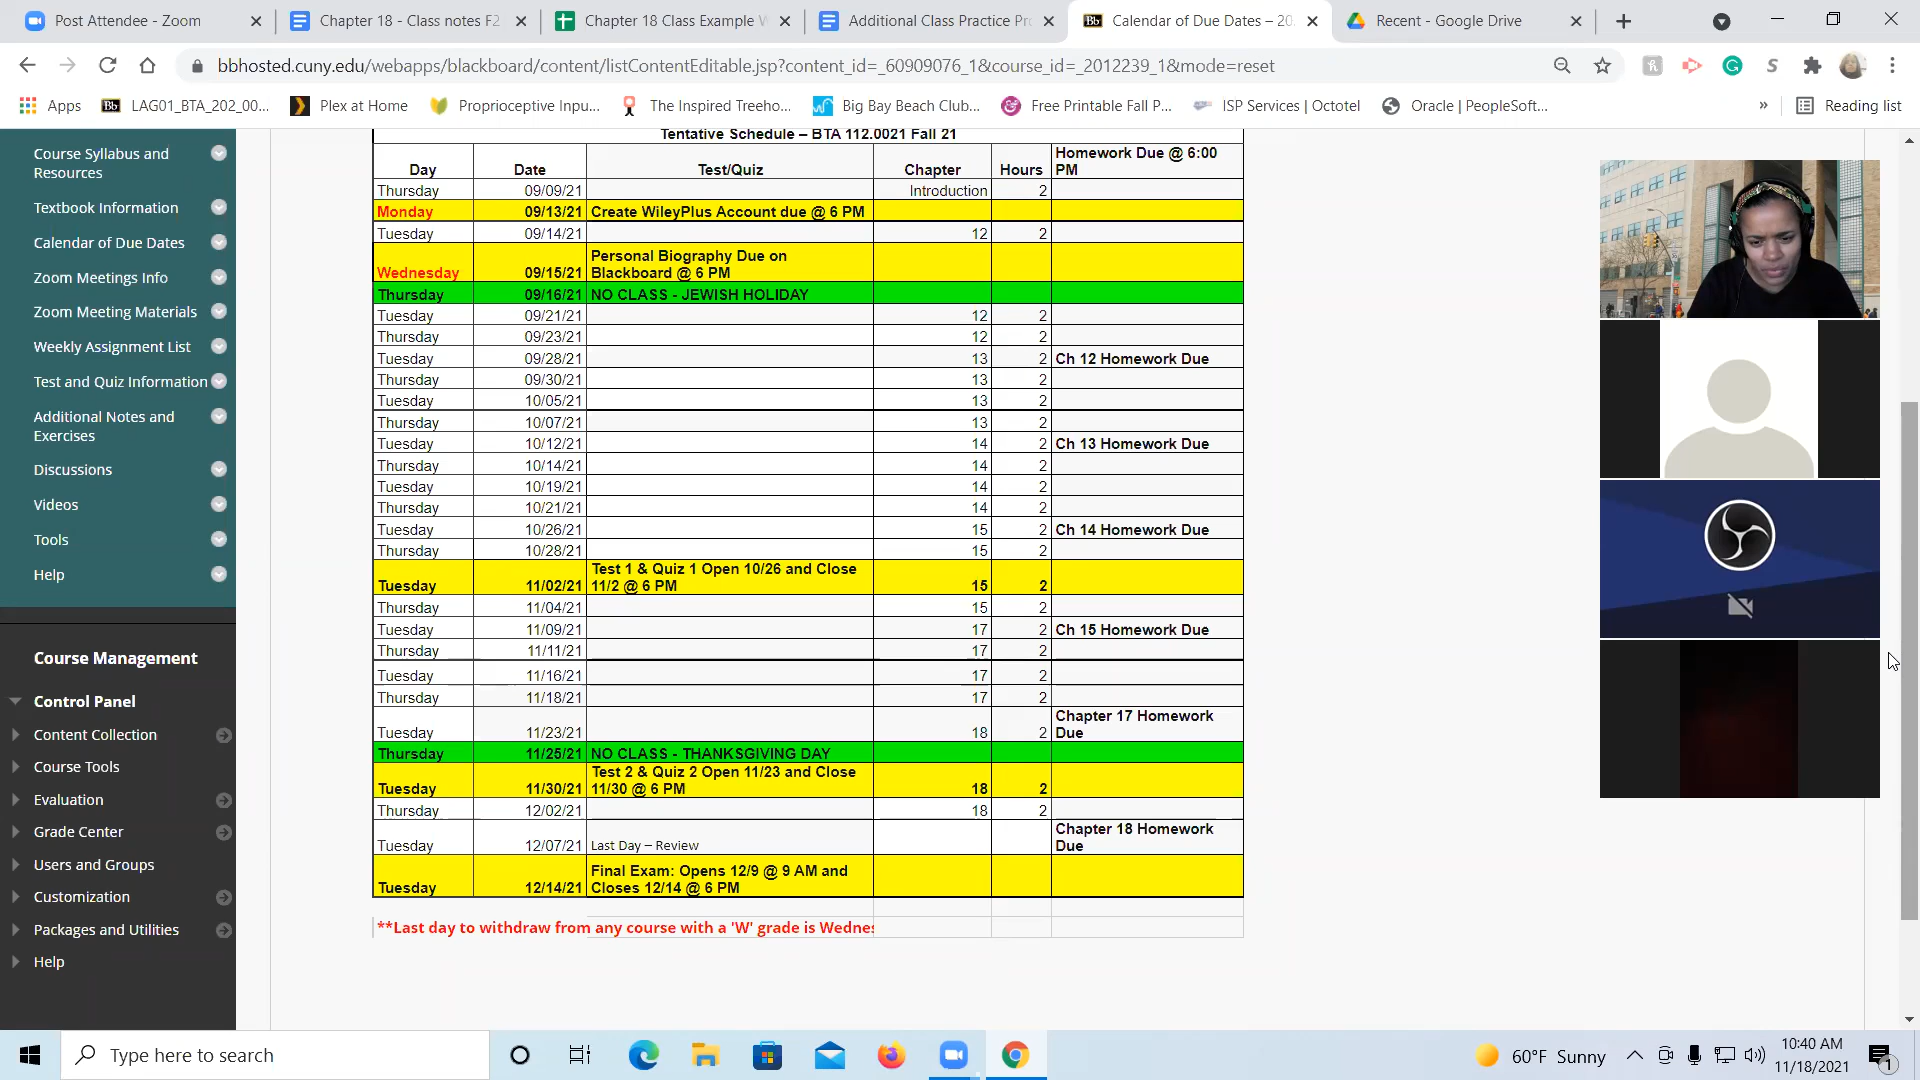 Post Attendee - Zoom
Chapter 18 - Class notes F2
Chapter 18 Class Example W
Additional Class Practice Pr
Calendar of Due Dates – 20
Recent - Google Drive
bbhosted.cuny.edu/webapps/blackboard/content/listContentEditable.jsp?content_id=_60909076_1&course_id=_2012239_1&mode=reset
Apps
LAG01_BTA_202_00...
Plex at Home
Proprioceptive Inpu...
The Inspired Treeho...
Big Bay Beach Club...
Free Printable Fall P...
ISP Services | Octotel
Oracle | PeopleSoft...
»
Reading list
Course Syllabus and
Resources
Textbook Information
Calendar of Due Dates
Zoom Meetings Info
Zoom Meeting Materials
Weekly Assignment List
Test and Quiz Information
Additional Notes and
Exercises
Discussions
Videos
Tools
Help
Course Management
Control Panel
Content Collection
Course Tools
Evaluation
Grade Center
Users and Groups
Customization
Packages and Utilities
Help
Tentative Schedule – BTA 112.0021 Fall 21
Day Date Test/Quiz Chapter Hours Homework Due @ 6:00 PM
Thursday 09/09/21 Introduction 2
Monday 09/13/21 Create WileyPlus Account due @ 6 PM
Tuesday 09/14/21 12 2
Wednesday 09/15/21 Personal Biography Due on Blackboard @ 6 PM
Thursday 09/16/21 NO CLASS - JEWISH HOLIDAY
Tuesday 09/21/21 12 2
Thursday 09/23/21 12 2
Tuesday 09/28/21 13 2 Ch 12 Homework Due
Thursday 09/30/21 13 2
Tuesday 10/05/21 13 2
Thursday 10/07/21 13 2
Tuesday 10/12/21 14 2 Ch 13 Homework Due
Thursday 10/14/21 14 2
Tuesday 10/19/21 14 2
Thursday 10/21/21 14 2
Tuesday 10/26/21 15 2 Ch 14 Homework Due
Thursday 10/28/21 15 2
Tuesday 11/02/21 Test 1 & Quiz 1 Open 10/26 and Close 11/2 @ 6 PM 15 2
Thursday 11/04/21 15 2
Tuesday 11/09/21 17 2 Ch 15 Homework Due
Thursday 11/11/21 17 2
Tuesday 11/16/21 17 2
Thursday 11/18/21 17 2
Tuesday 11/23/21 18 2 Chapter 17 Homework Due
Thursday 11/25/21 NO CLASS - THANKSGIVING DAY
Tuesday 11/30/21 Test 2 & Quiz 2 Open 11/23 and Close 11/30 @ 6 PM 18 2
Thursday 12/02/21 18 2
Tuesday 12/07/21 Last Day – Review Chapter 18 Homework Due
Tuesday 12/14/21 Final Exam: Opens 12/9 @ 9 AM and Closes 12/14 @ 6 PM
**Last day to withdraw from any course with a 'W' grade is Wednes
Type here to search
60°F Sunny
10:40 AM
11/18/2021
1